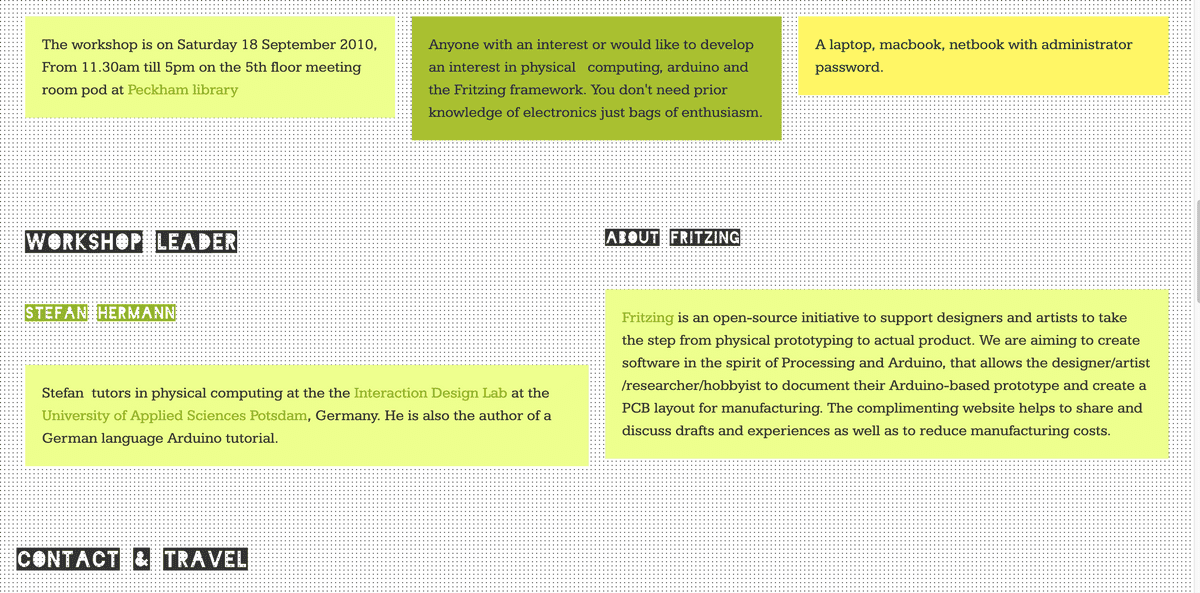 The workshop is on Saturday 18 September 2010,
From 11.30am till 5pm on the 5th floor meeting
room pod at Peckham library
Anyone with an interest or would like to develop
an interest in physical   computing, arduino and
the Fritzing framework. You don't need prior
knowledge of electronics just bags of enthusiasm.
A laptop, macbook, netbook with administrator
password.
WORKSHOP LEADER
STEFAN HERMANN
Stefan  tutors in physical computing at the the Interaction Design Lab at the
University of Applied Sciences Potsdam, Germany. He is also the author of a
German language Arduino tutorial.
ABOUT FRITZING
Fritzing is an open-source initiative to support designers and artists to take
the step from physical prototyping to actual product. We are aiming to create
software in the spirit of Processing and Arduino, that allows the designer/artist
/researcher/hobbyist to document their Arduino-based prototype and create a
PCB layout for manufacturing. The complimenting website helps to share and
discuss drafts and experiences as well as to reduce manufacturing costs.
CONTACT & TRAVEL